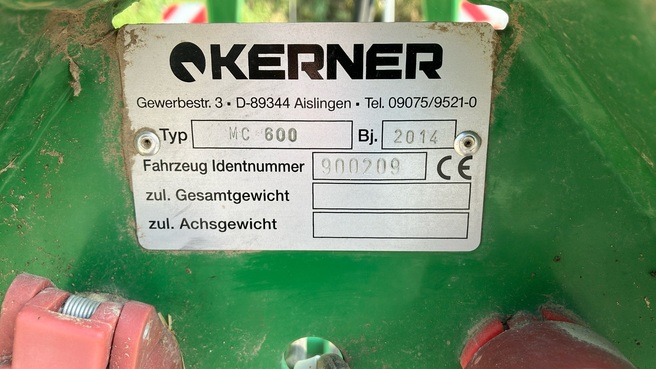 KERNER
Gewerbestr. 3 • D-89344 Aislingen • Tel. 09075/9521-0
Typ MC 600 Bj. 2014
Fahrzeug Identnummer 900209 CE
zul. Gesamtgewicht
zul. Achsgewicht